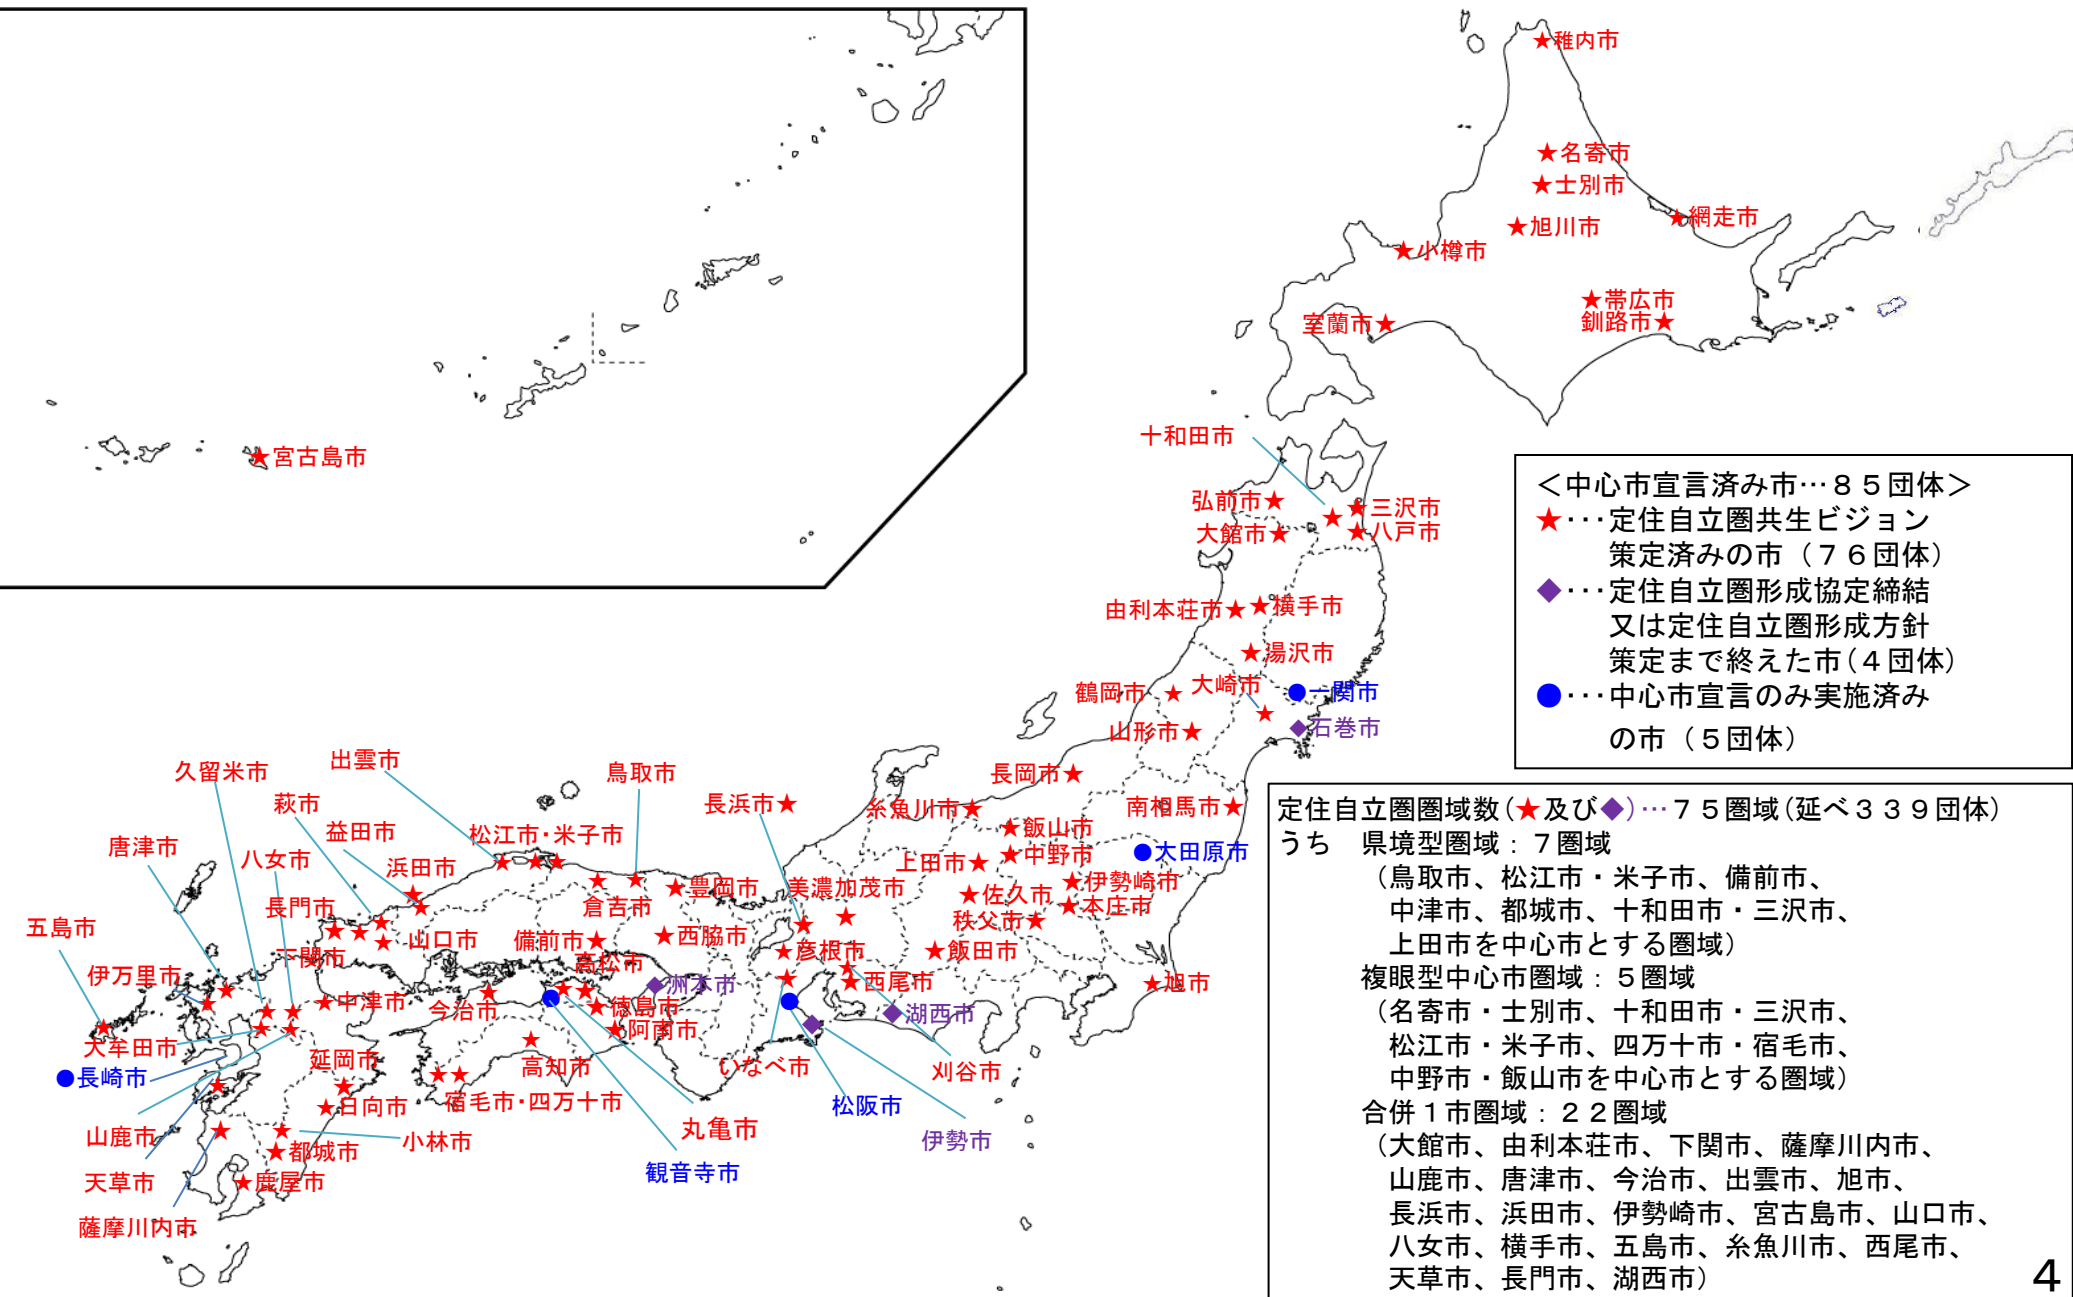 ★稚内市
★名寄市
★士別市
★網走市
★旭川市
★小樽市
★帯広市
釧路市★
室蘭市★
★宮古島市
十和田市
弘前市★
★三沢市
大館市★
★八戸市
由利本荘市★
★横手市
★湯沢市
鶴岡市★
大崎市
●一関市
山形市★
◆石巻市
長岡市★
南相馬市★
糸魚川市★
★飯山市
★中野市
●大田原市
上田市★
★伊勢崎市
★佐久市
★本庄市
秩父市★
★飯田市
★旭市
長浜市★
美濃加茂市
★彦根市
★西尾市
◆湖西市
刈谷市
いなべ市
松阪市
伊勢市
出雲市
鳥取市
久留米市
萩市
益田市
松江市・米子市
唐津市
八女市
浜田市
★豊岡市
倉吉市
長門市
山口市
備前市★
★西脇市
五島市
下関市
高松市
伊万里市
◆洲本市
★中津市
今治市
★徳島市
★阿南市
大牟田市
延岡市
高知市
●長崎市
★日向市
宿毛市・四万十市
山鹿市
小林市
丸亀市
★都城市
観音寺市
天草市
★鹿屋市
薩摩川内市
＜中心市宣言済み市…８５団体＞
★･･･定住自立圏共生ビジョン
策定済みの市（７６団体）
◆･･･定住自立圏形成協定締結
又は定住自立圏形成方針
策定まで終えた市（４団体）
●･･･中心市宣言のみ実施済み
の市（５団体）
定住自立圏圏域数（★及び◆）…７５圏域（延べ３３９団体）
うち　県境型圏域：７圏域
（鳥取市、松江市・米子市、備前市、
中津市、都城市、十和田市・三沢市、
上田市を中心市とする圏域）
複眼型中心市圏域：５圏域
（名寄市・士別市、十和田市・三沢市、
松江市・米子市、四万十市・宿毛市、
中野市・飯山市を中心市とする圏域）
合併１市圏域：２２圏域
（大館市、由利本荘市、下関市、薩摩川内市、
山鹿市、唐津市、今治市、出雲市、旭市、
長浜市、浜田市、伊勢崎市、宮古島市、山口市、
八女市、横手市、五島市、糸魚川市、西尾市、
天草市、長門市、湖西市）
4